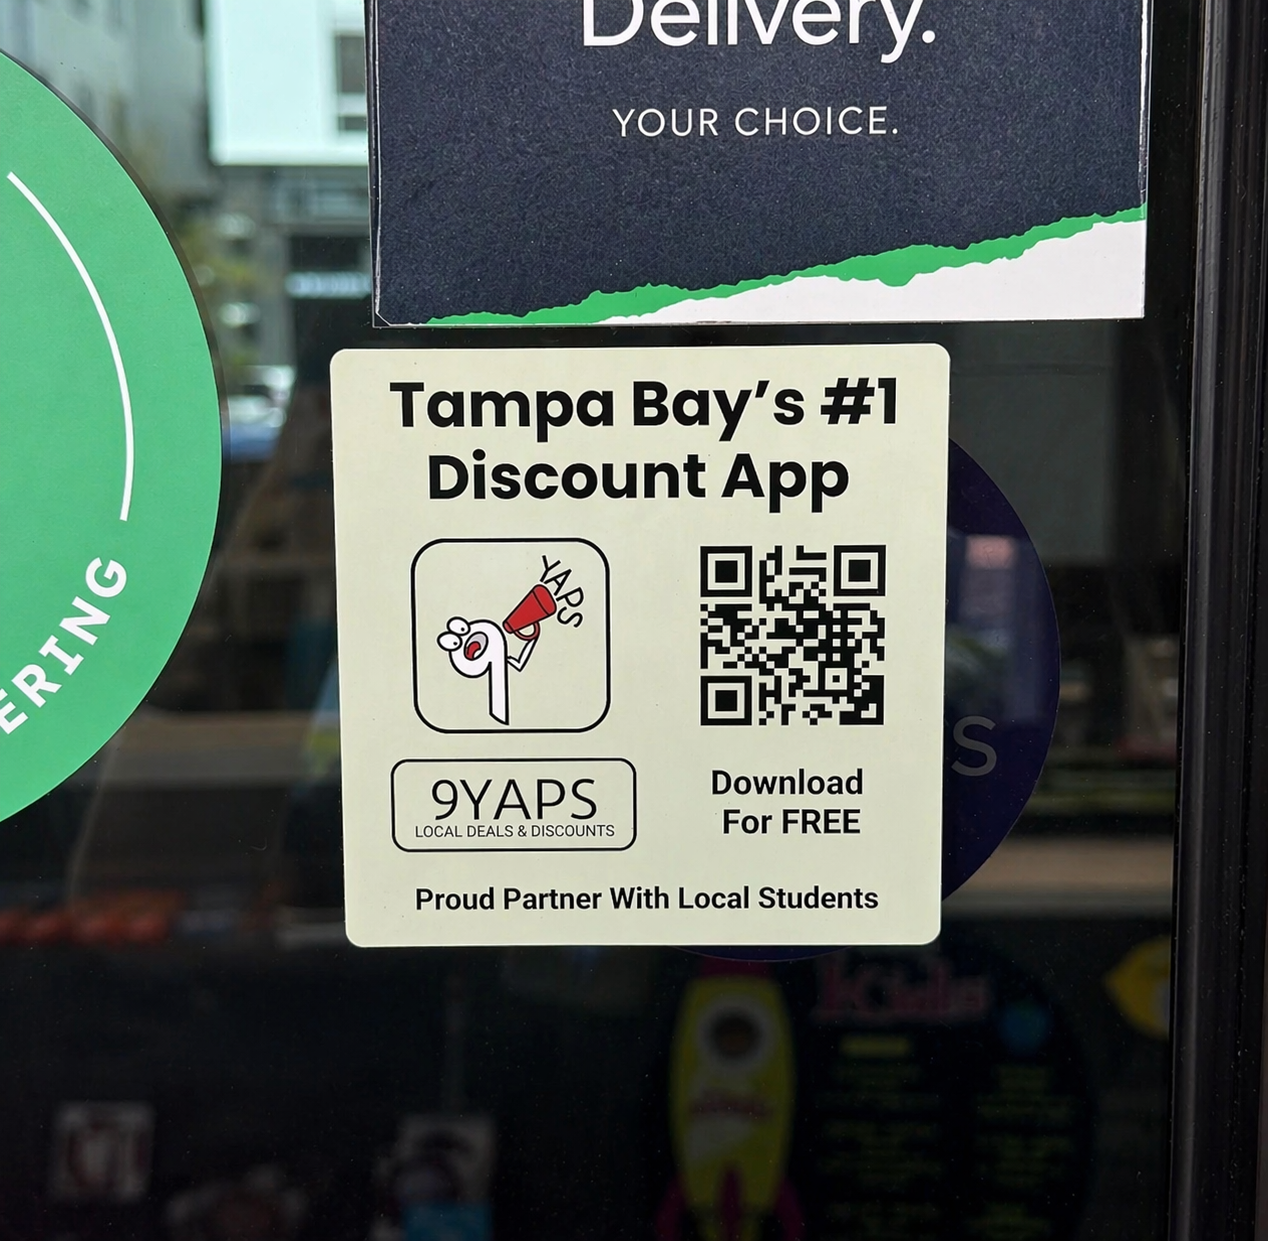 Delivery.
YOUR CHOICE.
ERING
Tampa Bay’s #1
Discount App
YAPS
9YAPS
LOCAL DEALS & DISCOUNTS
Download
For FREE
Proud Partner With Local Students
S
Kids